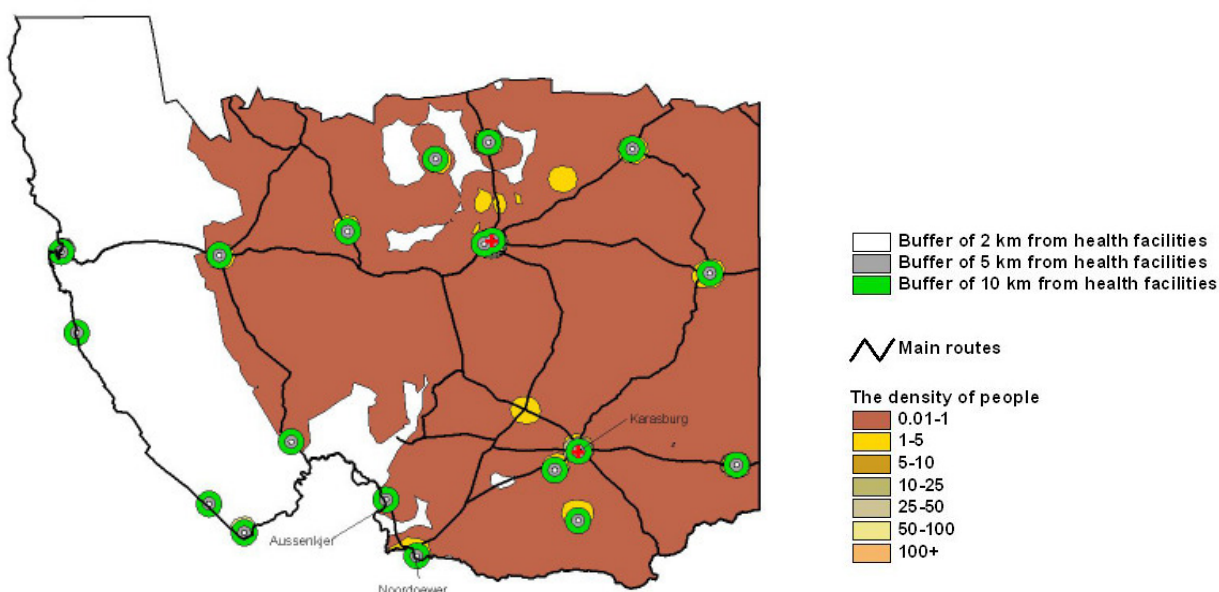 Karasburg
Aussenkjer
Noordoewer
Buffer of 2 km from health facilities
Buffer of 5 km from health facilities
Buffer of 10 km from health facilities
Main routes
The density of people
0.01-1
1-5
5-10
10-25
25-50
50-100
100+